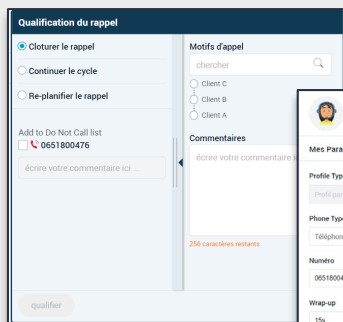 Qualification du rappel
Cloturer le rappel
Continuer le cycle
Re-planifier le rappel
Add to Do Not Call list
0651800476
écrire votre commentaire ici ...
qualifier
Motifs d'appel
chercher
Client C
Client B
Client A
Commentaires
écrire votre commentaire i
256 caractères restants
Mes Para
Profile Typ
Profil par
Phone Type
Téléphon
Numéro
06518004
Wrap-up
15s